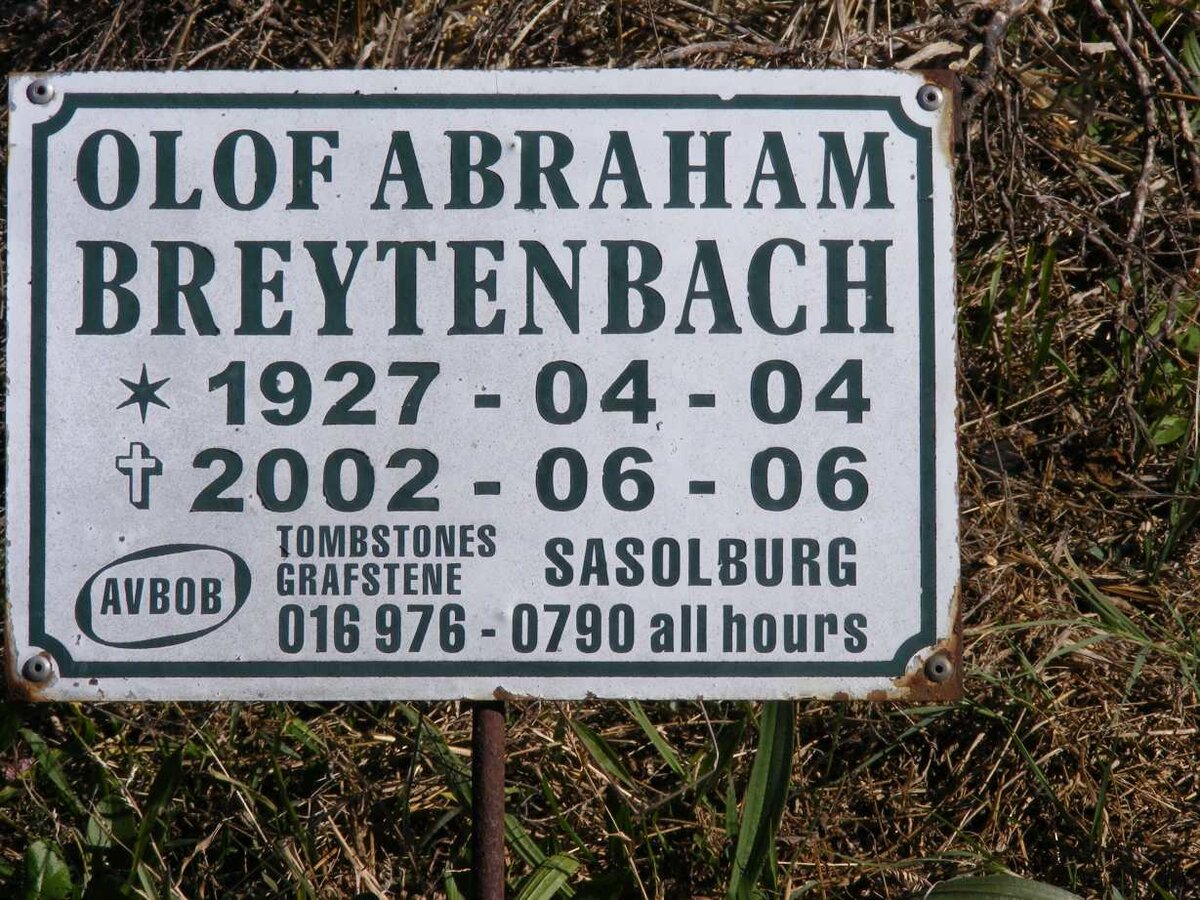 OLOF ABRAHAM
BREYTENBACH
1927 - 04 - 04
2002 - 06 - 06
AVBOB
TOMBSTONES
GRAFSTENE
SASOLBURG
016 976 - 0790 all hours